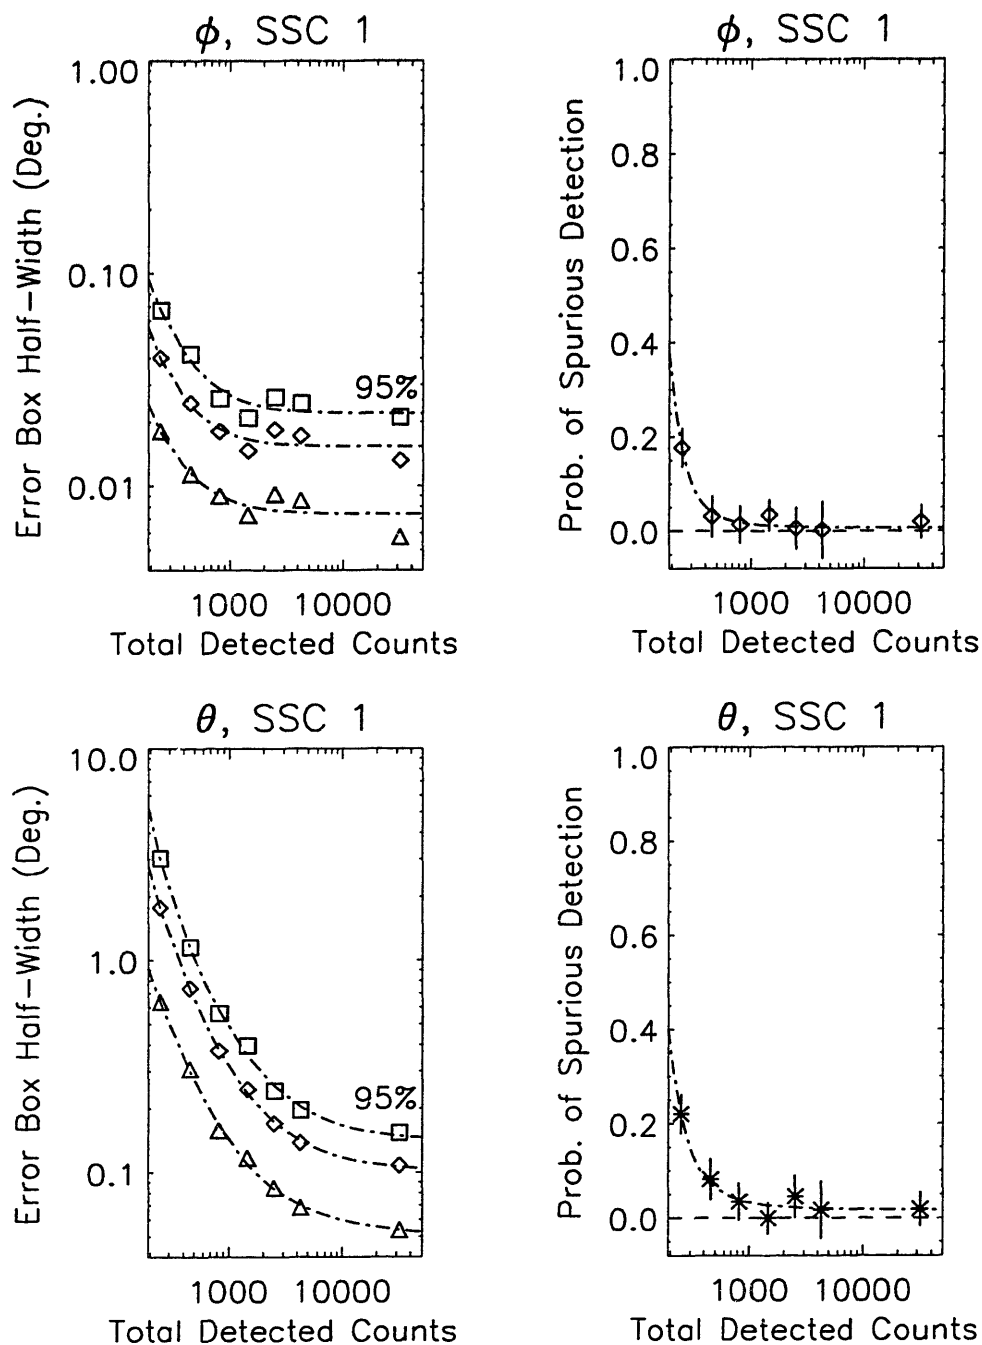 ϕ, SSC 1
Error Box Half-Width (Deg.)
1.00
0.10
0.01
95%
1000 10000
Total Detected Counts
ϕ, SSC 1
Prob. of Spurious Detection
1.0
0.8
0.6
0.4
0.2
0.0
1000 10000
Total Detected Counts
θ, SSC 1
Error Box Half-Width (Deg.)
10.0
1.0
0.1
95%
1000 10000
Total Detected Counts
θ, SSC 1
Prob. of Spurious Detection
1.0
0.8
0.6
0.4
0.2
0.0
1000 10000
Total Detected Counts